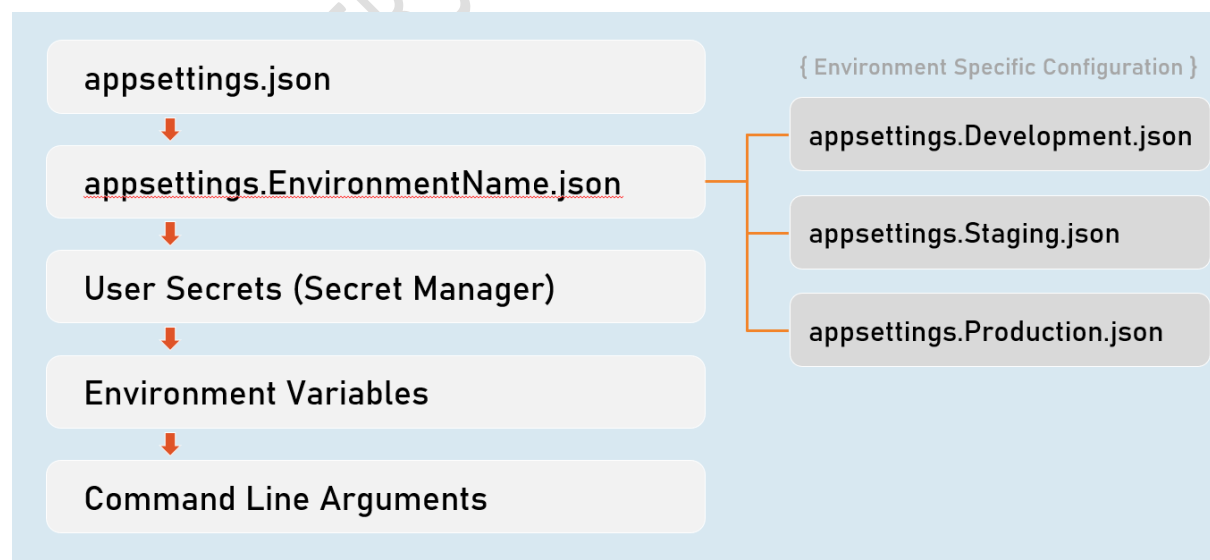 appsettings.json
appsettings.EnvironmentName.json
User Secrets (Secret Manager)
Environment Variables
Command Line Arguments
{ Environment Specific Configuration }
appsettings.Development.json
appsettings.Staging.json
appsettings.Production.json